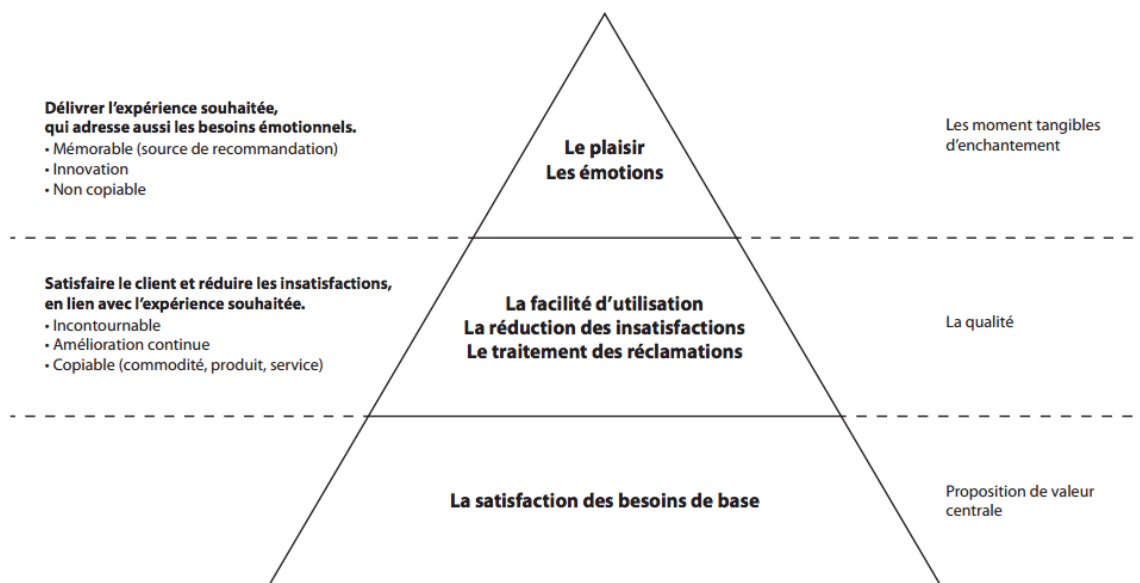 Délivrer l’expérience souhaitée,
qui adresse aussi les besoins émotionnels.
• Mémorable (source de recommandation)
• Innovation
• Non copiable
Le plaisir
Les émotions
Les moment tangibles
d’enchantement
Satisfaire le client et réduire les insatisfactions,
en lien avec l’expérience souhaitée.
• Incontournable
• Amélioration continue
• Copiable (commodité, produit, service)
La facilité d’utilisation
La réduction des insatisfactions
Le traitement des réclamations
La qualité
La satisfaction des besoins de base
Proposition de valeur
centrale